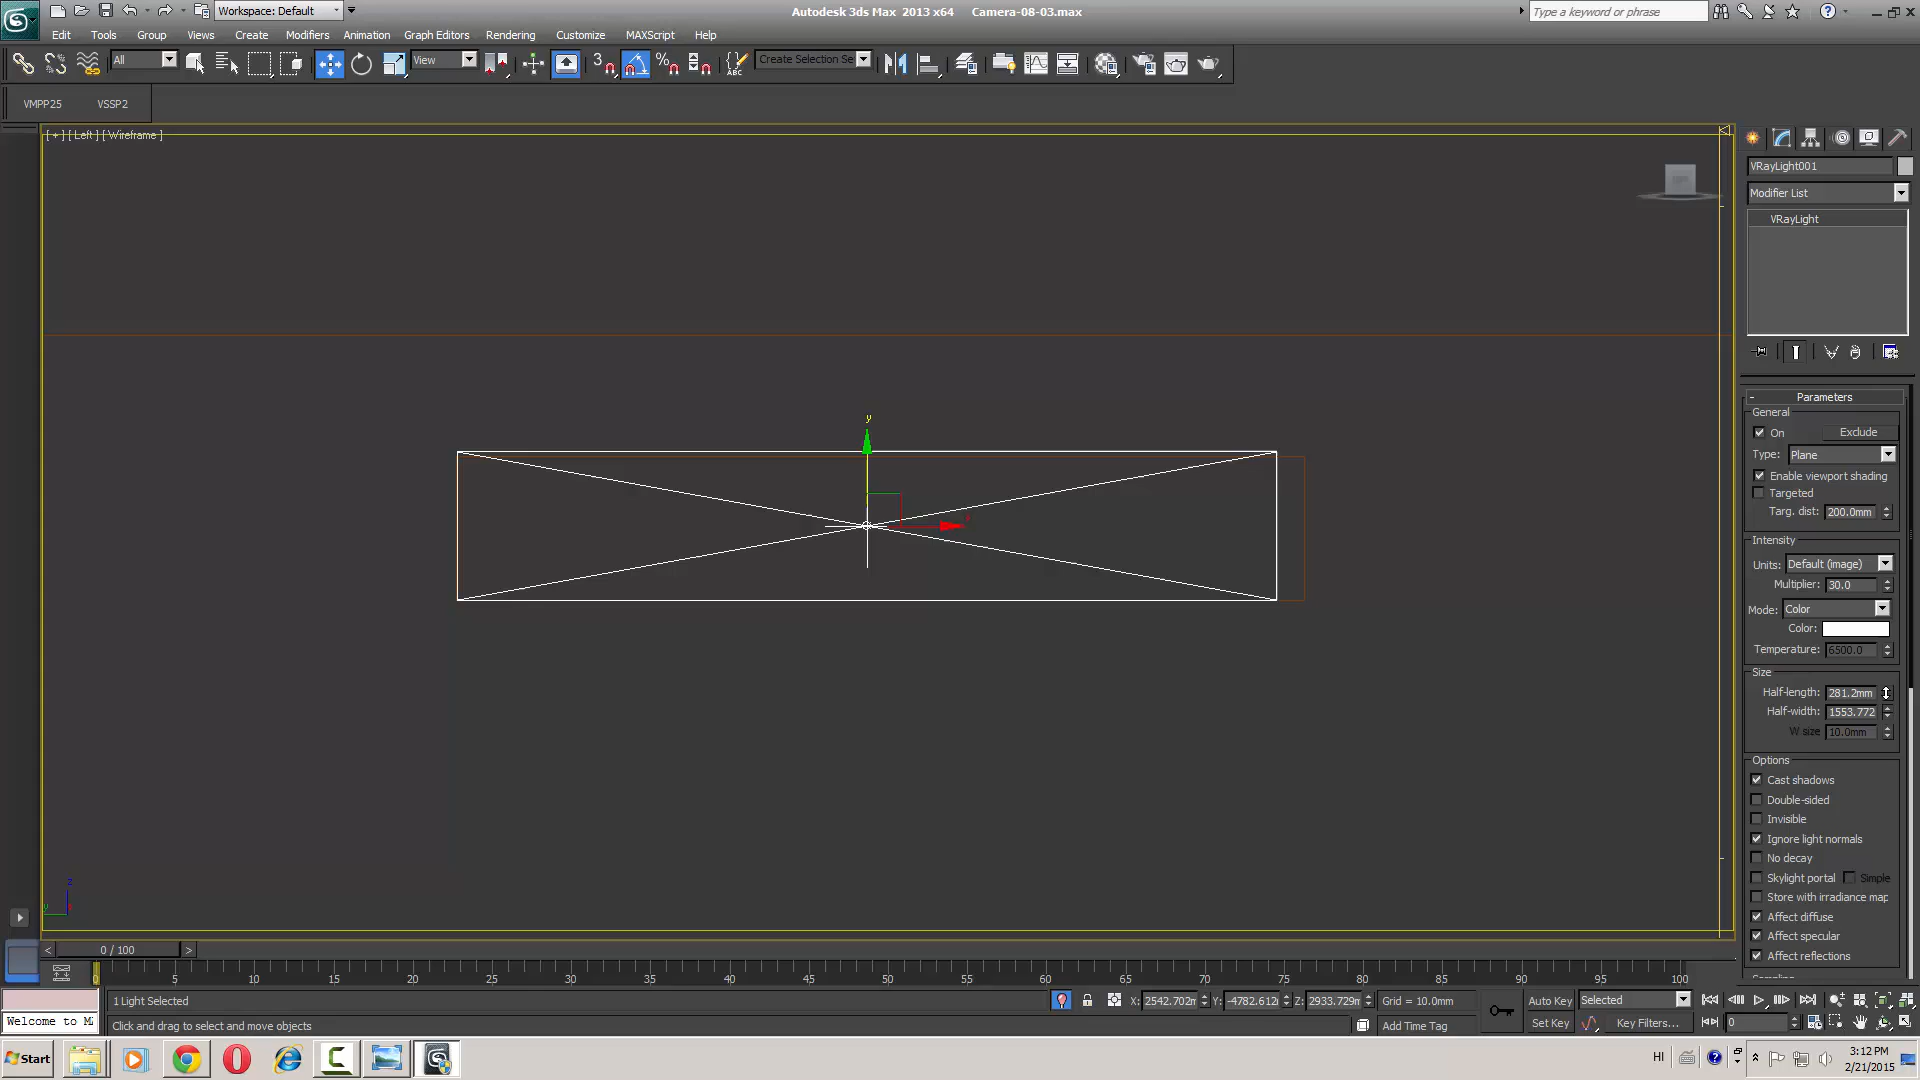 Autodesk 3ds Max 2013 x64 Camera-08-03.max
Workspace: Default
Type a keyword or phrase
Edit Tools Group Views Create Modifiers Animation Graph Editors Rendering Customize MAXScript Help
All
View
Create Selection Se
VMPP25 VSSP2
[ + ] [ Left ] [ Wireframe ]
VRayLight001
Modifier List
VRayLight
Parameters
General
On Exclude
Type: Plane
Enable viewport shading
Targeted
Targ. dist: 200.0mm
Intensity
Units: Default (image)
Multiplier: 30.0
Mode: Color
Color:
Temperature: 6500.0
Size
Half-length: 281.2mm
Half-width: 1553.772
W size 10.0mm
Options
Cast shadows
Double-sided
Invisible
Ignore light normals
No decay
Skylight portal Simple
Store with irradiance map
Affect diffuse
Affect specular
Affect reflections
y
z
0 / 100
0 5 10 15 20 25 30 35 40 45 50 55 60 65 70 75 80 85 90 95 100
1 Light Selected
X: 2542.702m Y: -4782.612m Z: 2933.729m Grid = 10.0mm
Auto Key Selected
Welcome to M
Click and drag to select and move objects
Add Time Tag
Set Key Key Filters... 0
Start
HI
3:12 PM
2/21/2015